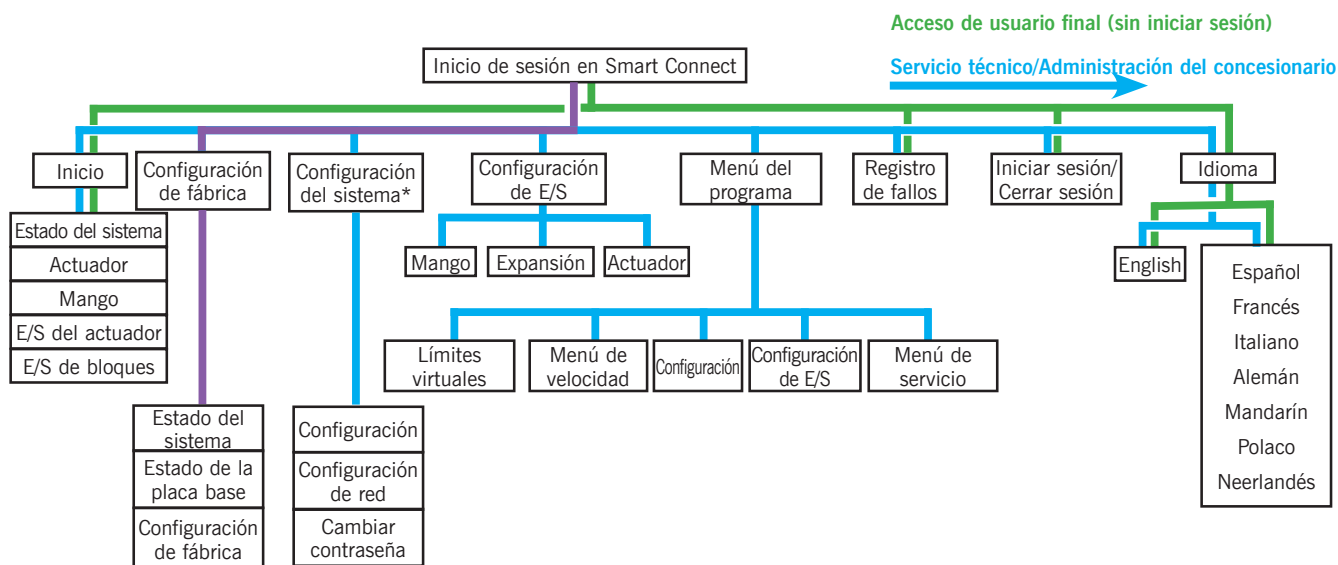 Acceso de usuario final (sin iniciar sesión)
Inicio de sesión en Smart Connect
Servicio técnico/Administración del concesionario
Inicio
Configuración
de fábrica
Configuración
del sistema*
Configuración
de E/S
Menú del
programa
Registro
de fallos
Iniciar sesión/
Cerrar sesión
Idioma
Estado del sistema
Actuador
Mango
E/S del actuador
E/S de bloques
Mango
Expansión
Actuador
English
Español
Francés
Italiano
Alemán
Mandarín
Polaco
Neerlandés
Límites
virtuales
Menú de
velocidad
Configuración
Configuración
de E/S
Menú de
servicio
Estado del
sistema
Estado de la
placa base
Configuración
de fábrica
Configuración
Configuración
de red
Cambiar
contraseña